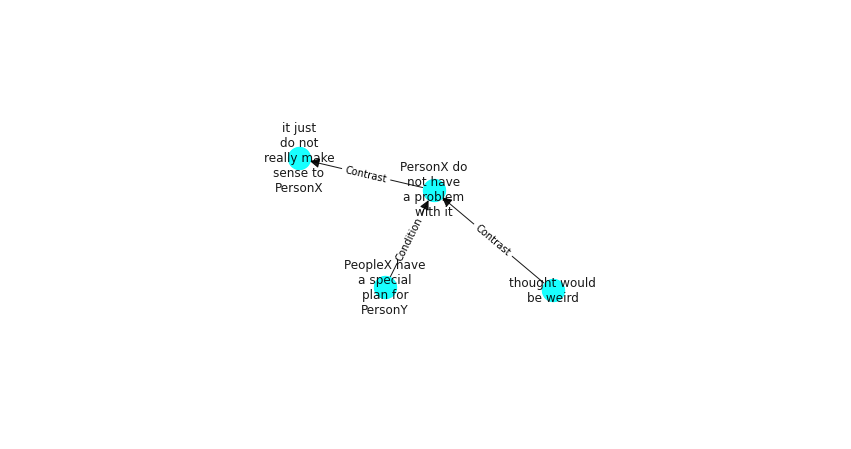 it just
do not
really make
sense to
PersonX
Contrast
PersonX do
not have
a problem
with it
Condition
Contrast
PeopleX have
a special
plan for
PersonY
thought would
be weird